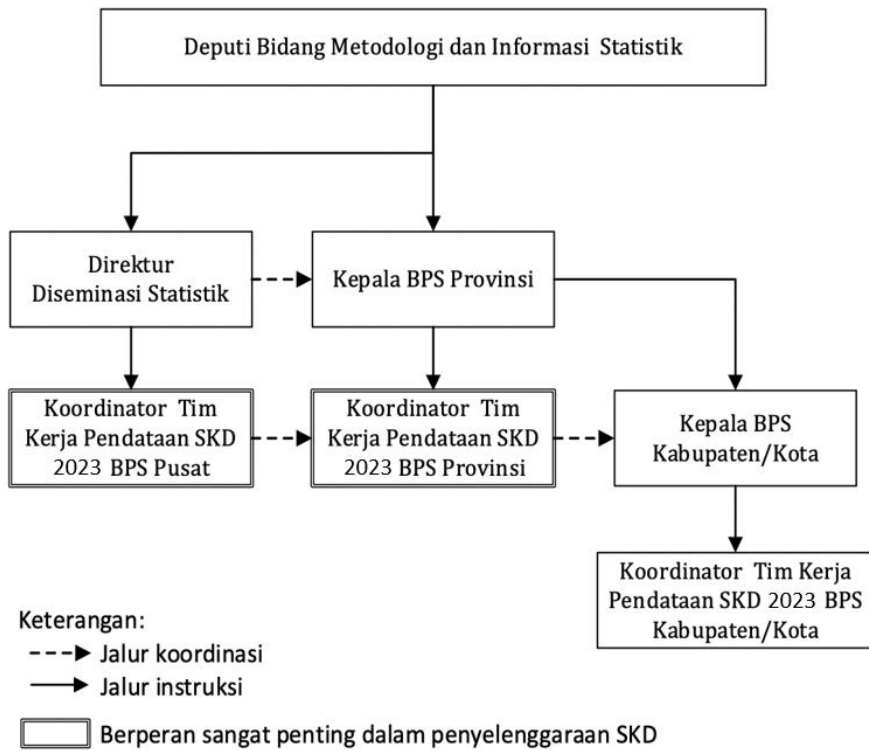 Deputi Bidang Metodologi dan Informasi Statistik
Direktur
Diseminasi Statistik
Kepala BPS Provinsi
Koordinator Tim
Kerja Pendataan SKD
2023 BPS Pusat
Koordinator Tim
Kerja Pendataan SKD
2023 BPS Provinsi
Kepala BPS
Kabupaten/Kota
Koordinator Tim Kerja
Pendataan SKD 2023 BPS
Kabupaten/Kota
Keterangan:
Jalur koordinasi
Jalur instruksi
Berperan sangat penting dalam penyelenggaraan SKD